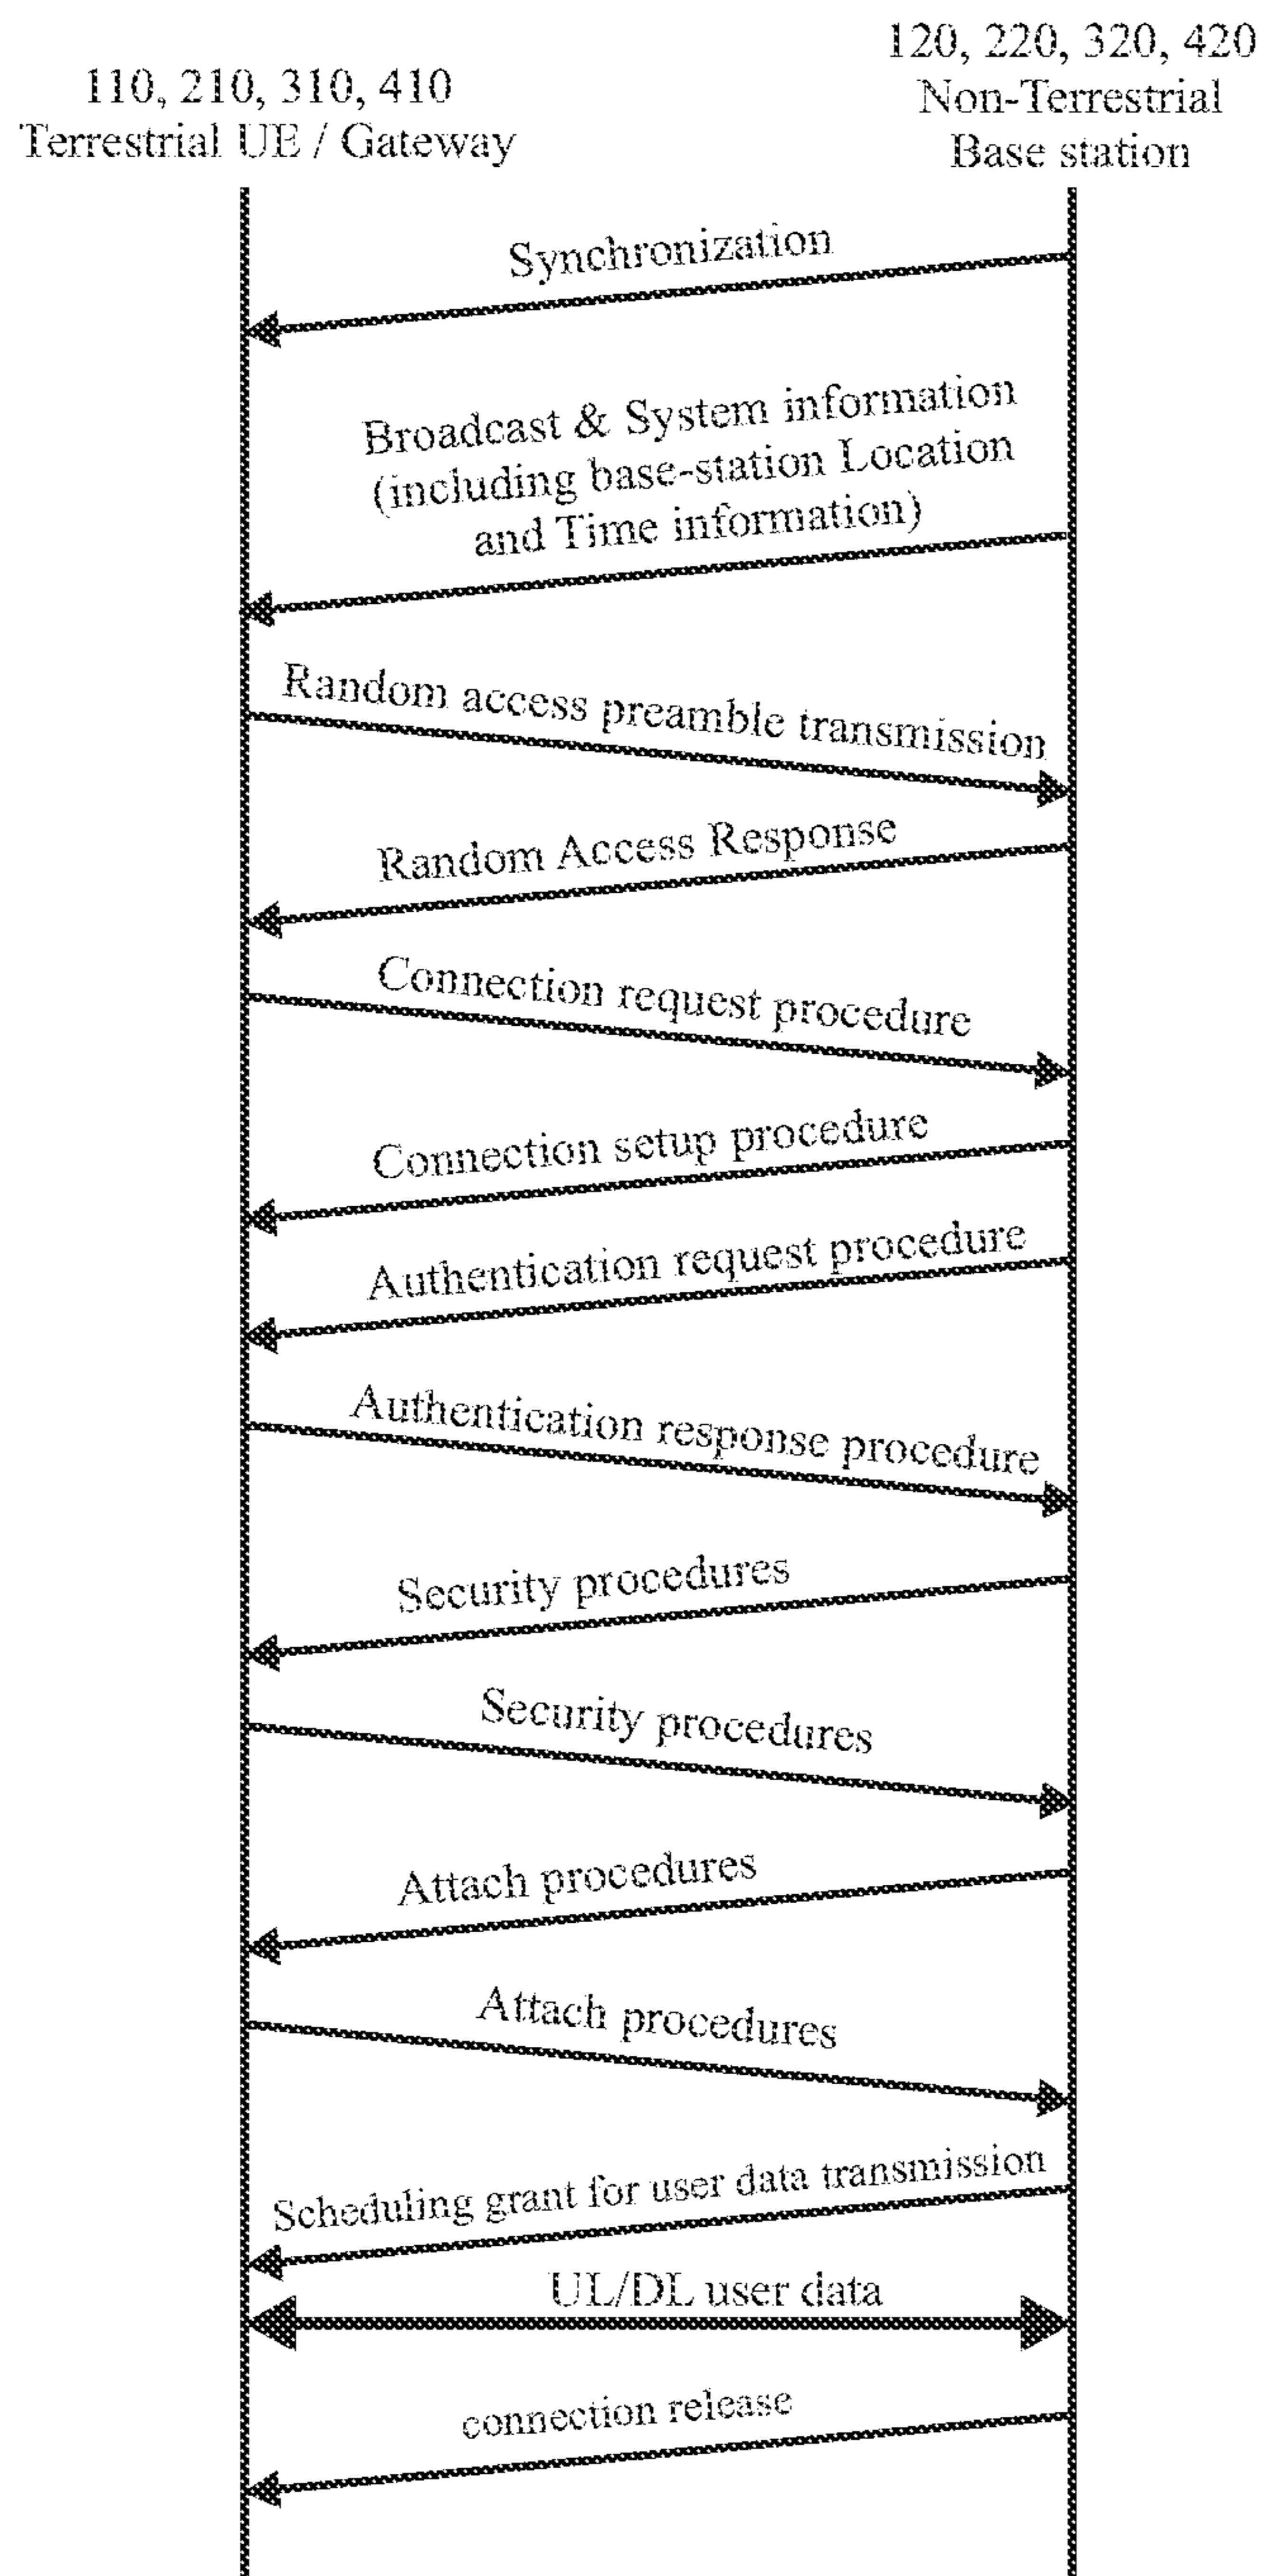 110, 210, 310, 410
Terrestrial UE / Gateway
120, 220, 320, 420
Non-Terrestrial
Base station
Synchronization
Broadcast & System information
(including base-station Location
and Time information)
Random access preamble transmission
Random Access Response
Connection request procedure
Connection setup procedure
Authentication request procedure
Authentication response procedure
Security procedures
Security procedures
Attach procedures
Attach procedures
Scheduling grant for user data transmission
UL/DL user data
connection release